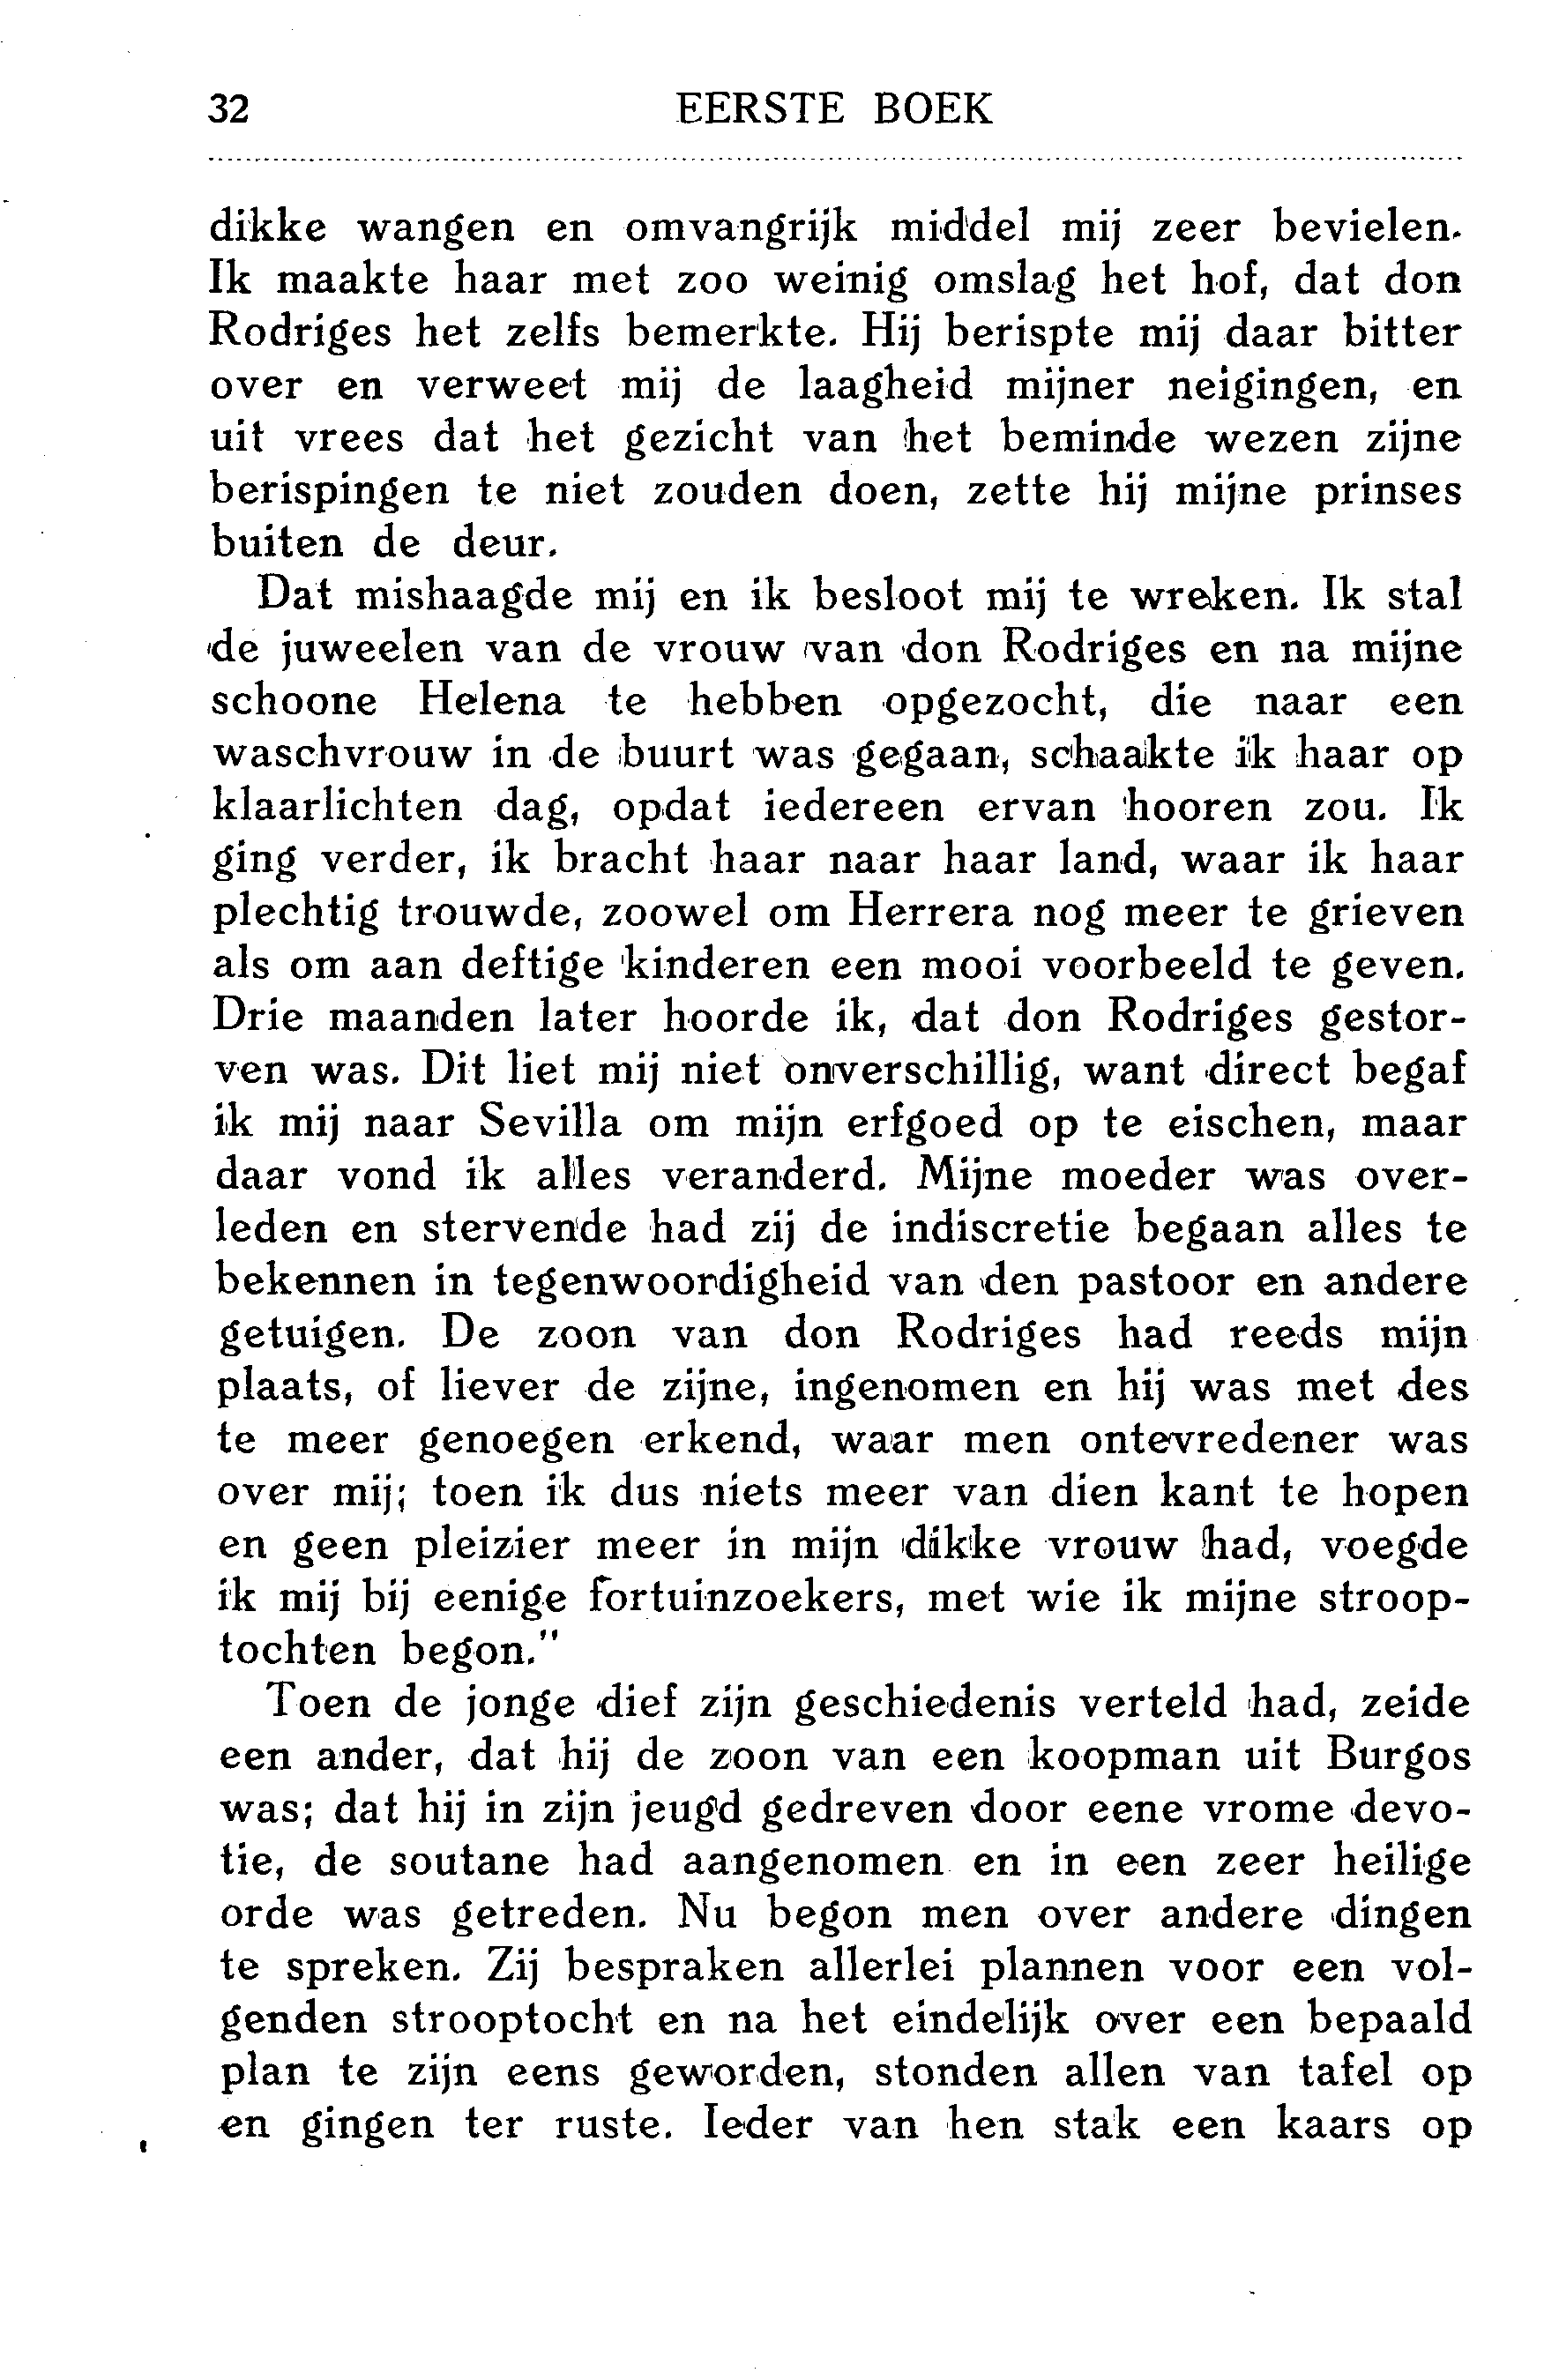 32 EERSTE BOEK
dikke wangen en omvangrijk middel mij zeer bevielen.
Ik maakte haar met zoo weinig omslag het hof, dat don
Rodriges het zelfs bemerkte. Hij berispte mij daar bitter
over en verweet mij de laagheid mijner neigingen, en
uit vrees dat het gezicht van het beminde wezen zijne
berispingen te niet zouden doen, zette hij mijne prinses
buiten de deur.
Dat mishaagde mij en ik besloot mij te wreken. Ik stal
de juweelen van de vrouw van don Rodriges en na mijne
schoone Helena te hebben opgezocht, die naar een
waschvrouw in de buurt was gegaan, schaakte ik haar op
klaarlichten dag, opdat iedereen ervan hooren zou. Ik
ging verder, ik bracht haar naar haar land, waar ik haar
plechtig trouwde, zoowel om Herrera nog meer te grieven
als om aan deftige kinderen een mooi voorbeeld te geven.
Drie maanden later hoorde ik, dat don Rodriges gestor-
ven was. Dit liet mij niet onverschillig, want direct begaf
ik mij naar Sevilla om mijn erfgoed op te eischen, maar
daar vond ik alles veranderd. Mijne moeder was over-
leden en stervende had zij de indiscretie begaan alles te
bekennen in tegenwoordigheid van den pastoor en andere
getuigen. De zoon van don Rodriges had reeds mijn
plaats, of liever de zijne, ingenomen en hij was met des
te meer genoegen erkend, waar men ontevredener was
over mij; toen ik dus niets meer van dien kant te hopen
en geen pleizier meer in mijn dikke vrouw had, voegde
ik mij bij eenige fortuinzoekers, met wie ik mijne stroop-
tochten begon."
Toen de jonge dief zijn geschiedenis verteld had, zeide
een ander, dat hij de zoon van een koopman uit Burgos
was; dat hij in zijn jeugd gedreven door eene vrome devo-
tie, de soutane had aangenomen en in een zeer heilige
orde was getreden. Nu begon men over andere dingen
te spreken. Zij bespraken allerlei plannen voor een vol-
genden strooptocht en na het eindelijk over een bepaald
plan te zijn eens geworden, stonden allen van tafel op
en gingen ter ruste. Ieder van hen stak een kaars op